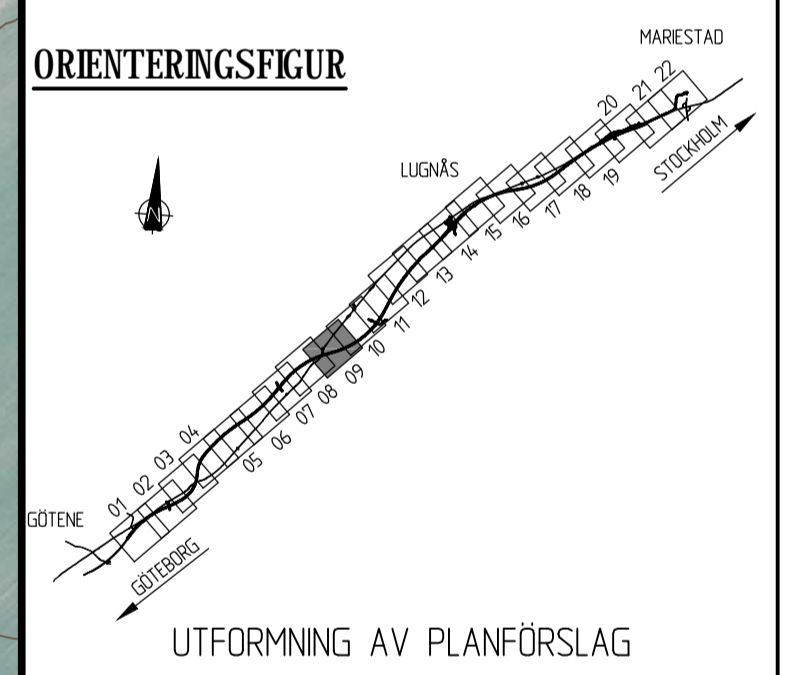 MARIESTAD
ORIENTERINGSFIGUR
22
21
20
STOCKHOLM
LUGNÅS
19
18
17
16
15
N
14
13
12
11
10
09
08
07
06
05
04
03
02
01
GÖTENE
GÖTEBORG
UTFORMNING AV PLANFÖRSLAG